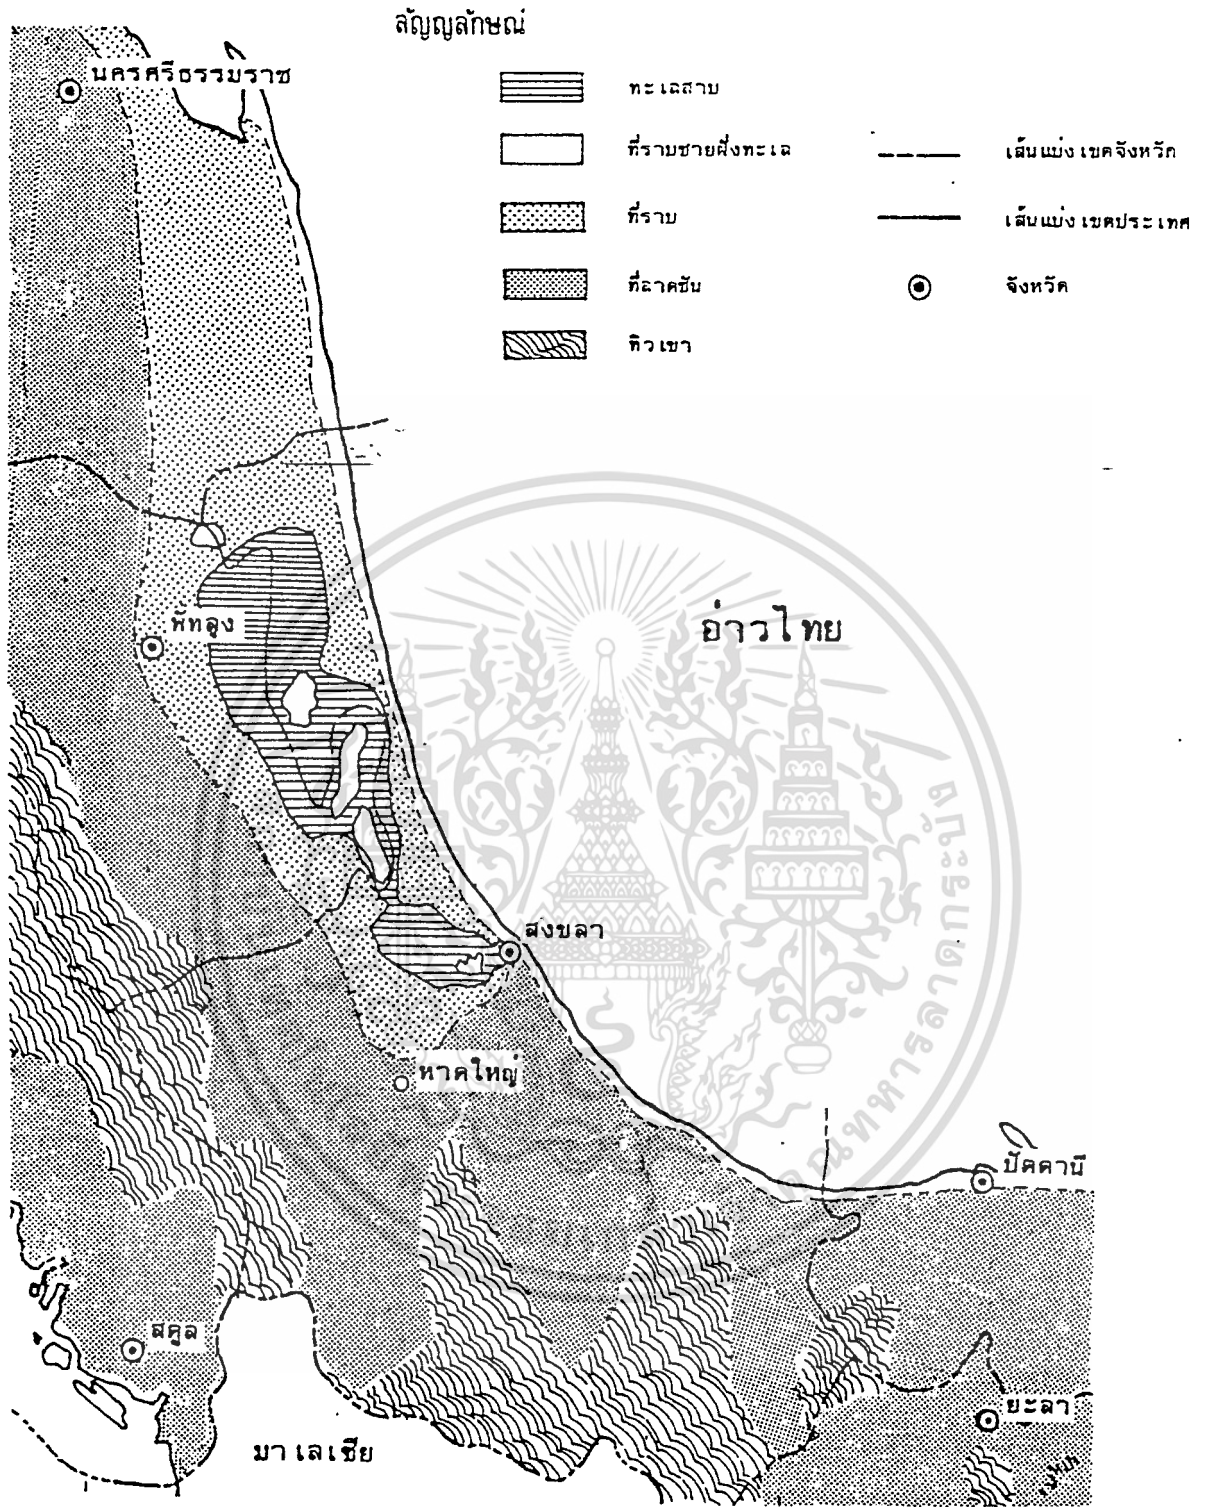 สัญญลักษณ์
ทะเลสาบ
ที่ราบชายฝั่งทะเล
ที่ราบ
ที่ลาดชัน
ทิวเขา
เส้นแบ่งเขตจังหวัด
เส้นแบ่งเขตประเทศ
จังหวัด
นครศรีธรรมราช
พัทลุง
อ่าวไทย
สงขลา
หาดใหญ่
ปัตตานี
สตูล
ยะลา
มาเลเซีย